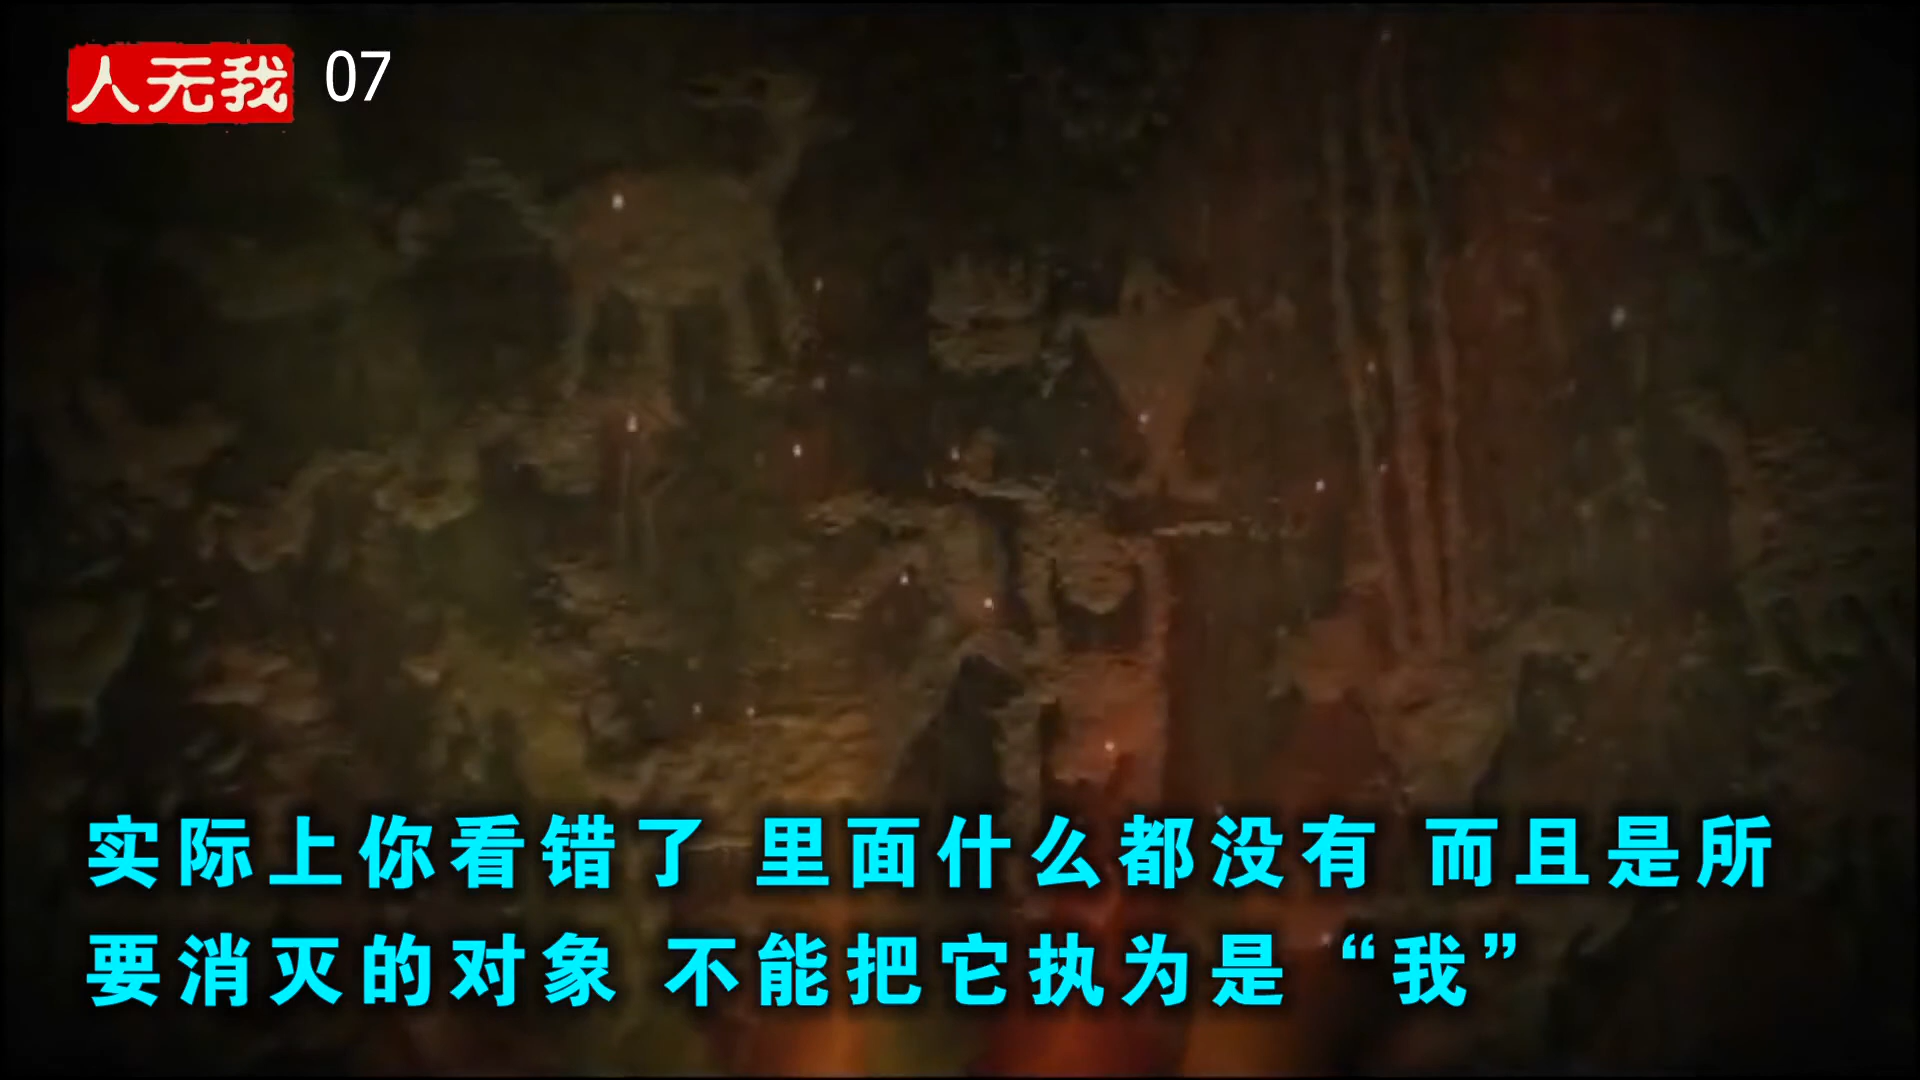 人无我 07
实际上你看错了 里面什么都没有 而且是所
要消灭的对象 不能把它执为是“我”